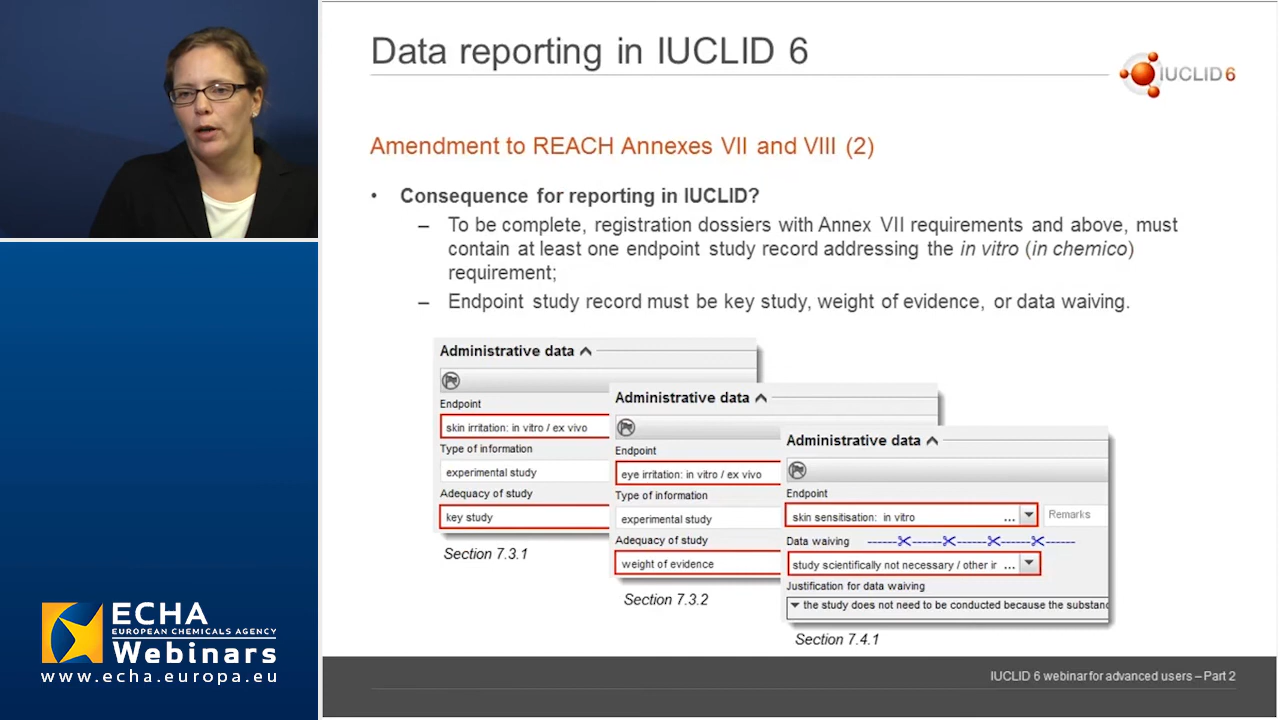 Data reporting in IUCLID 6
IUCLID 6
Amendment to REACH Annexes VII and VIII (2)
• Consequence for reporting in IUCLID?
– To be complete, registration dossiers with Annex VII requirements and above, must
contain at least one endpoint study record addressing the in vitro (in chemico)
requirement;
– Endpoint study record must be key study, weight of evidence, or data waiving.
Administrative data
Endpoint
skin irritation: in vitro / ex vivo
Type of information
experimental study
Adequacy of study
key study
Section 7.3.1
Administrative data
Endpoint
eye irritation: in vitro / ex vivo
Type of information
experimental study
Adequacy of study
weight of evidence
Section 7.3.2
Administrative data
Endpoint
skin sensitisation: in vitro ... Remarks
Data waiving
study scientifically not necessary / other ir ...
Justification for data waiving
the study does not need to be conducted because the substanc
Section 7.4.1
ECHA
EUROPEAN CHEMICALS AGENCY
Webinars
www.echa.europa.eu
IUCLID 6 webinar for advanced users – Part 2